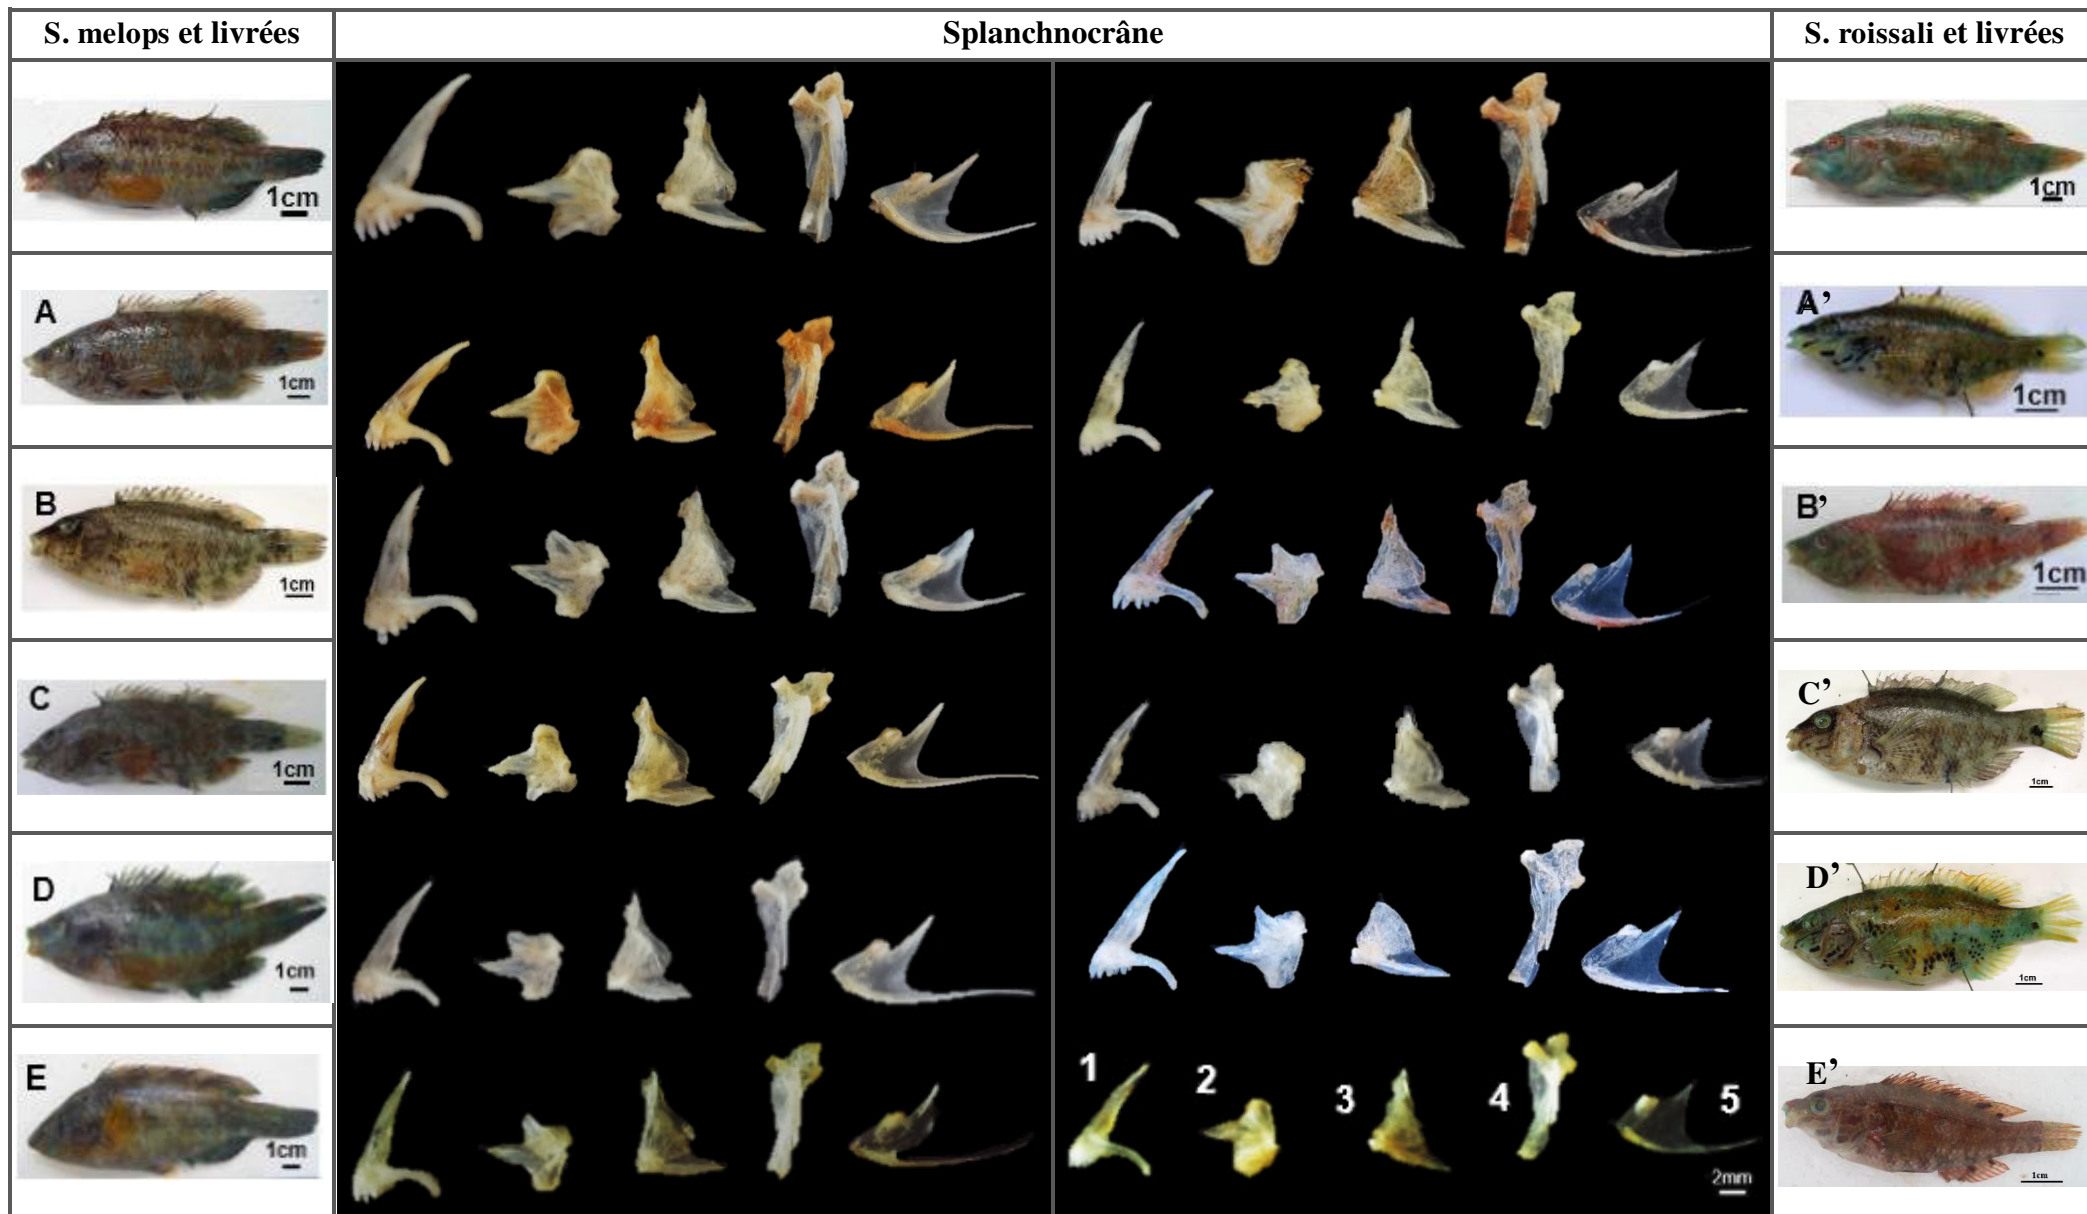 S. melops et livrées
Splanchnocrâne
S. roissali et livrées
1cm
1cm
A
1cm
A’
1cm
B
1cm
B’
1cm
C
1cm
C’
1cm
D
1cm
D’
1cm
E
1cm
1
2
3
4
5
2mm
E’
1cm